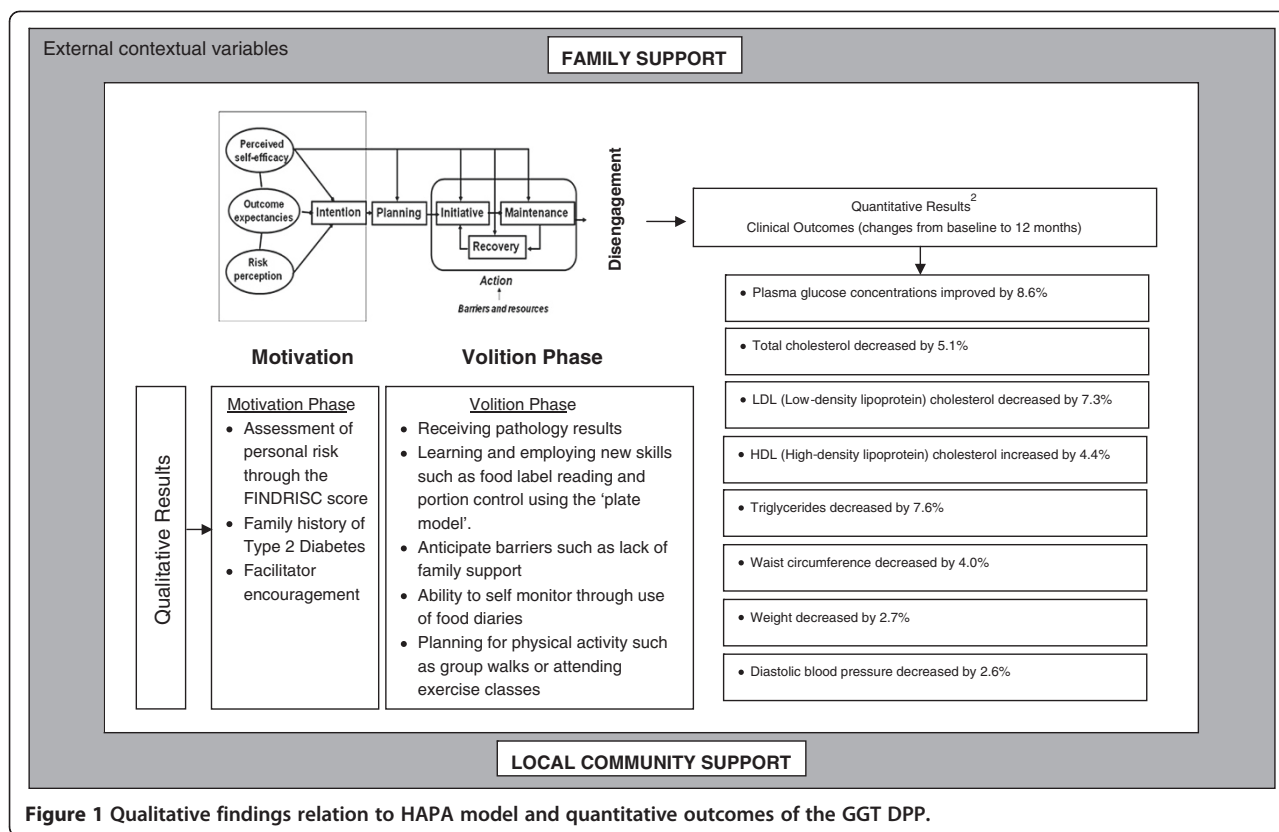 External contextual variables
FAMILY SUPPORT
Perceived
self-efficacy
Outcome
expectancies
Risk
perception
Intention
Planning
Initiative
Maintenance
Recovery
Action
Barriers and resources
Disengagement
Motivation
Volition Phase
Qualitative Results
Motivation Phase
• Assessment of
personal risk
through the
FINDRISC score
• Family history of
Type 2 Diabetes
• Facilitator
encouragement
Volition Phase
• Receiving pathology results
• Learning and employing new skills
such as food label reading and
portion control using the ‘plate
model’.
• Anticipate barriers such as lack of
family support
• Ability to self monitor through use
of food diaries
• Planning for physical activity such
as group walks or attending
exercise classes
Quantitative Results2
Clinical Outcomes (changes from baseline to 12 months)
• Plasma glucose concentrations improved by 8.6%
• Total cholesterol decreased by 5.1%
• LDL (Low-density lipoprotein) cholesterol decreased by 7.3%
• HDL (High-density lipoprotein) cholesterol increased by 4.4%
• Triglycerides decreased by 7.6%
• Waist circumference decreased by 4.0%
• Weight decreased by 2.7%
• Diastolic blood pressure decreased by 2.6%
LOCAL COMMUNITY SUPPORT
Figure 1 Qualitative findings relation to HAPA model and quantitative outcomes of the GGT DPP.